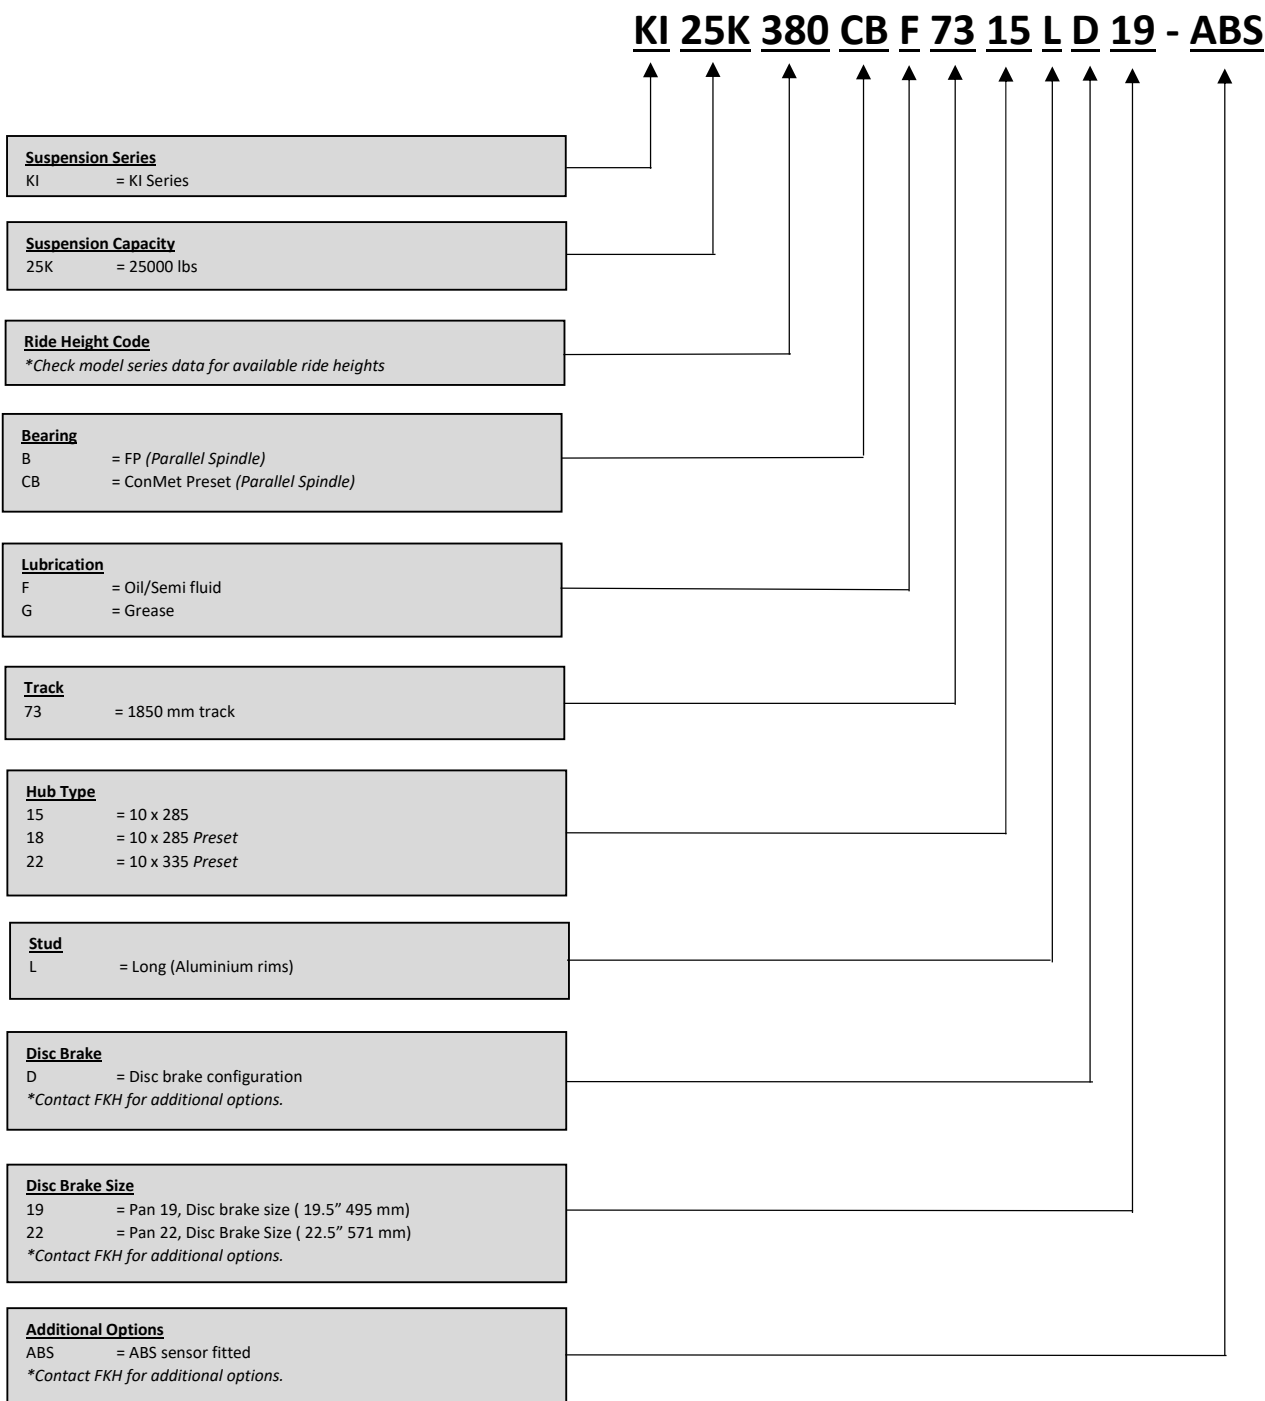 KI 25K 380 CB F 73 15 L D 19 - ABS
Suspension Series
KI = KI Series
Suspension Capacity
25K = 25000 lbs
Ride Height Code
*Check model series data for available ride heights
Bearing
B = FP (Parallel Spindle)
CB = ConMet Preset (Parallel Spindle)
Lubrication
F = Oil/Semi fluid
G = Grease
Track
73 = 1850 mm track
Hub Type
15 = 10 x 285
18 = 10 x 285 Preset
22 = 10 x 335 Preset
Stud
L = Long (Aluminium rims)
Disc Brake
D = Disc brake configuration
*Contact FKH for additional options.
Disc Brake Size
19 = Pan 19, Disc brake size ( 19.5” 495 mm)
22 = Pan 22, Disc Brake Size ( 22.5” 571 mm)
*Contact FKH for additional options.
Additional Options
ABS = ABS sensor fitted
*Contact FKH for additional options.